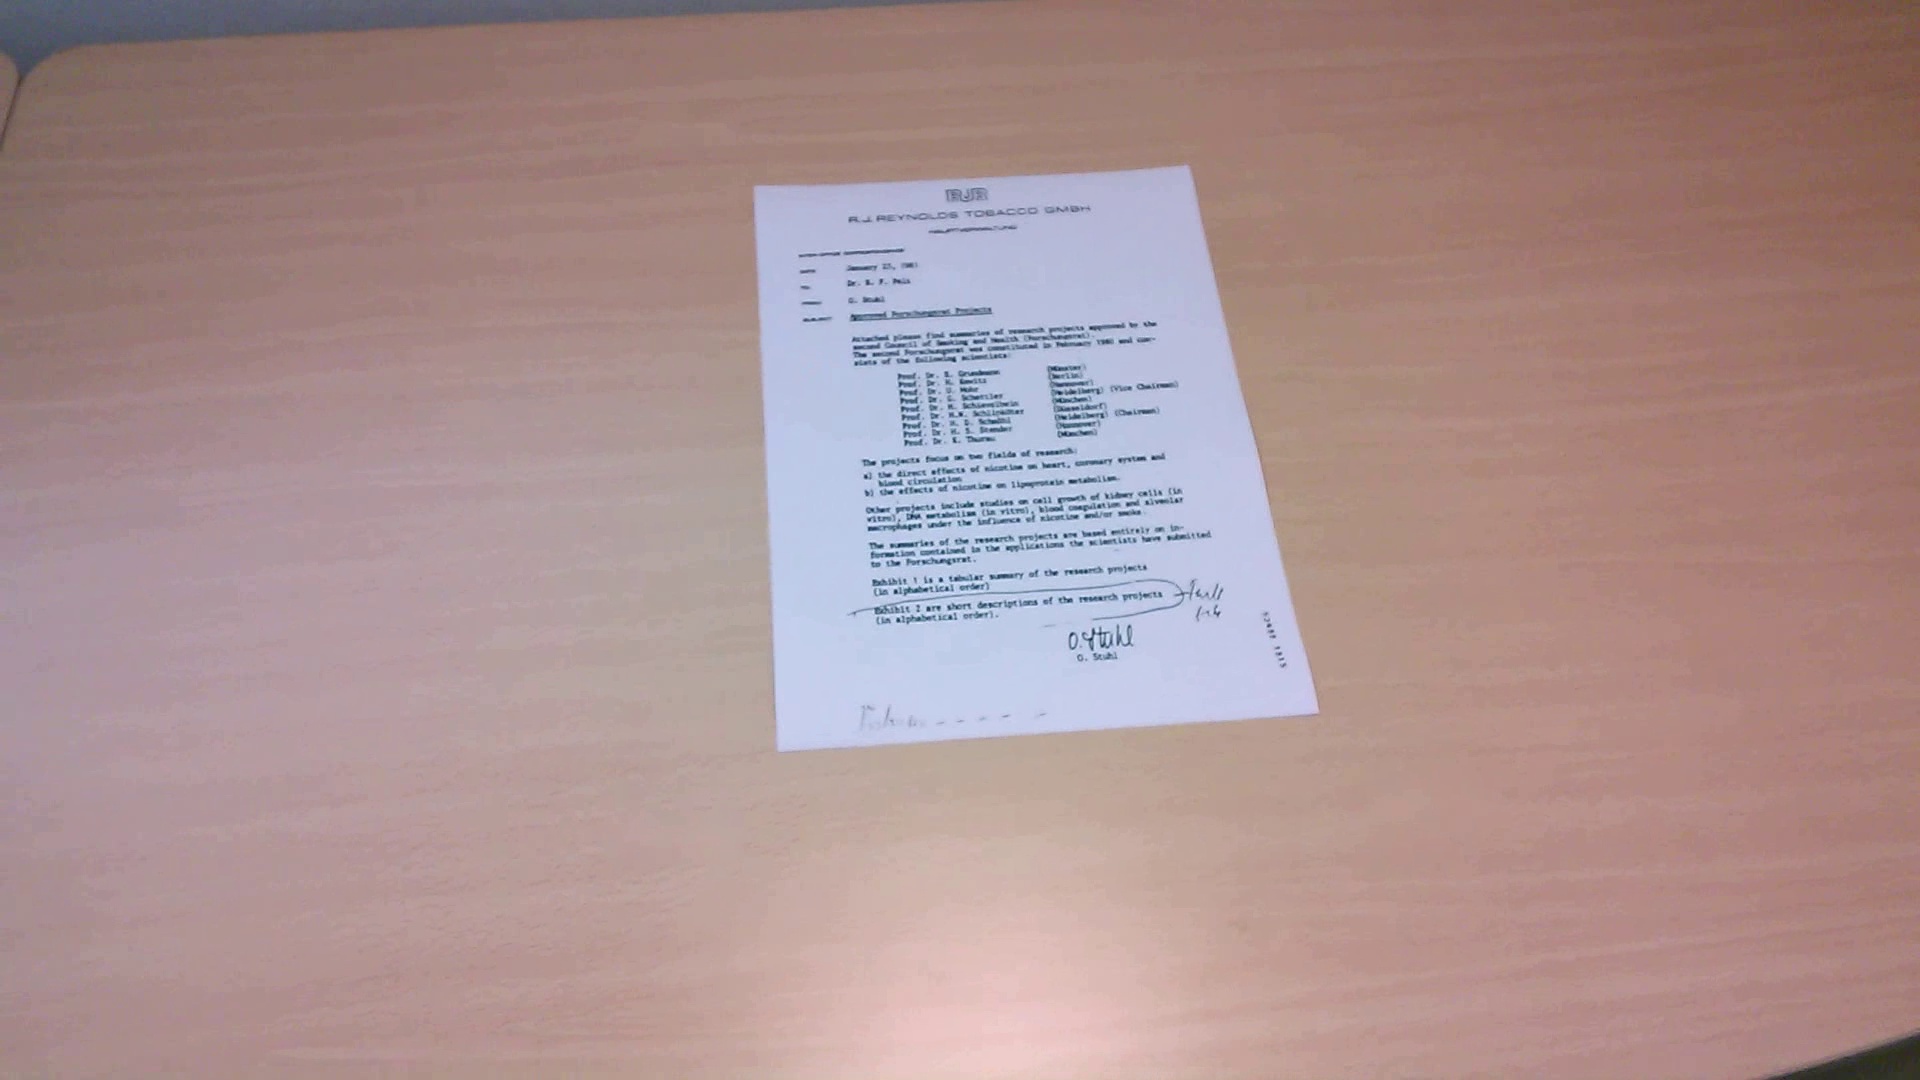 RJR
R.J. REYNOLDS TOBACCO GMBH
HAUPTVERWALTUNG
INTER-OFFICE CORRESPONDENCE
DATE January
TO Dr.
FROM O. Stuhl
SUBJECT Approved Forschungsrat Projects
Attached please find summaries of research projects approved by the
second Council of Smoking and Health (Forschungsrat).
The second Forschungsrat was constituted in February 1980 and con-
sists of the following scientists:
Prof. Dr. E. Grundmann (Münster)
Prof. Dr. H. Kewitz (Berlin)
Prof. Dr. U. Mohr (Hannover)
Prof. Dr. G. Schettler (Heidelberg) (Vice Chairman)
Prof. Dr. M. Schievelbein (München)
Prof. Dr. H.W. Schlipköter (Düsseldorf)
Prof. Dr. (Heidelberg) (Chairman)
Prof. Dr. H. S. Stender (Hannover)
Prof. Dr. K. Thurau (München)
The projects focus on two fields of research:
a) the direct effects of nicotine on heart, coronary system and
blood circulation
b) the effects of nicotine on lipoprotein metabolism.
Other projects include studies on cell growth of kidney cells (in
vitro), DNA metabolism (in vitro), blood coagulation and alveolar
macrophages under the influence of nicotine and/or smoke.
The summaries of the research projects are based entirely on in-
formation contained in the applications the scientists have submitted
to the Forschungsrat.
Exhibit 1 is a tabular summary of the research projects
(in alphabetical order)
Exhibit 2 are short descriptions of the research projects
(in alphabetical order).
O. Stuhl
O. Stuhl